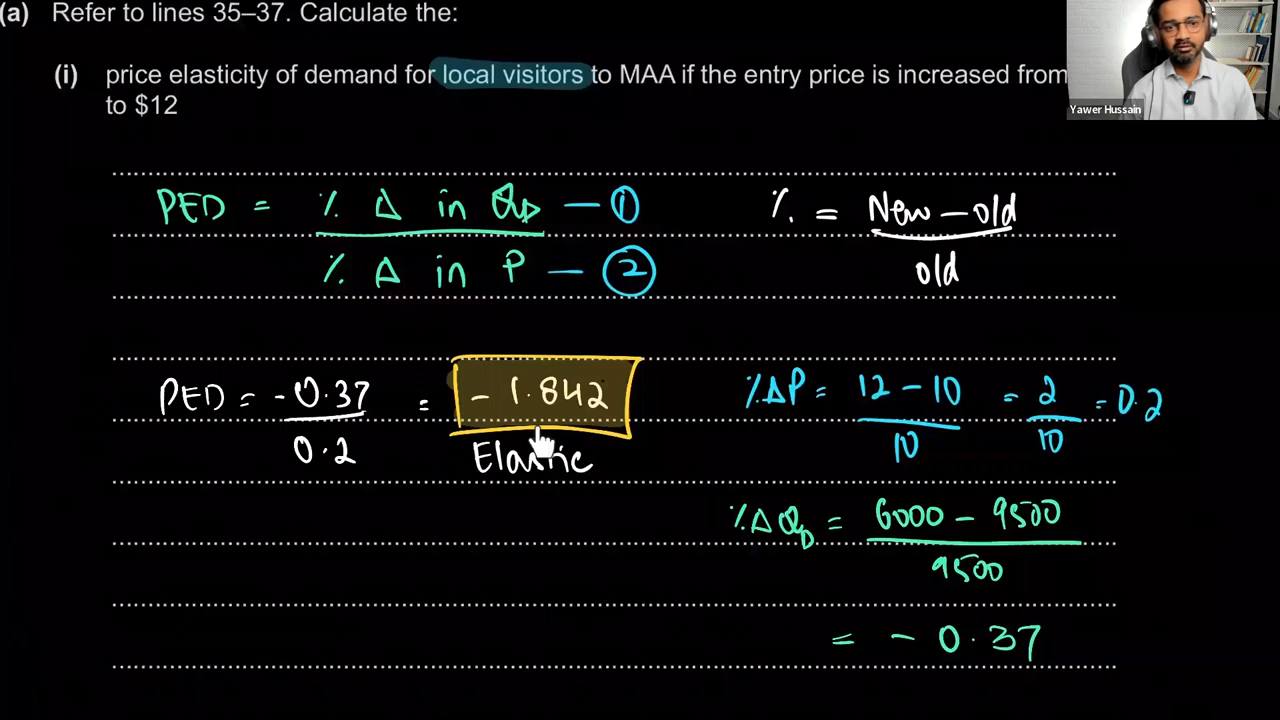 (a) Refer to lines 35–37. Calculate the:
(i) price elasticity of demand for local visitors to MAA if the entry price is increased from
to $12
Yawer Hussain
PED = % Δ in QD — ①
% Δ in P — ②
% = New – old
old
PED = -0.37 = - 1.842
0.2
Elastic
%ΔP = 12 – 10 = 2 = 0.2
10 10
%ΔQD = 6000 – 9500
9500
= - 0.37